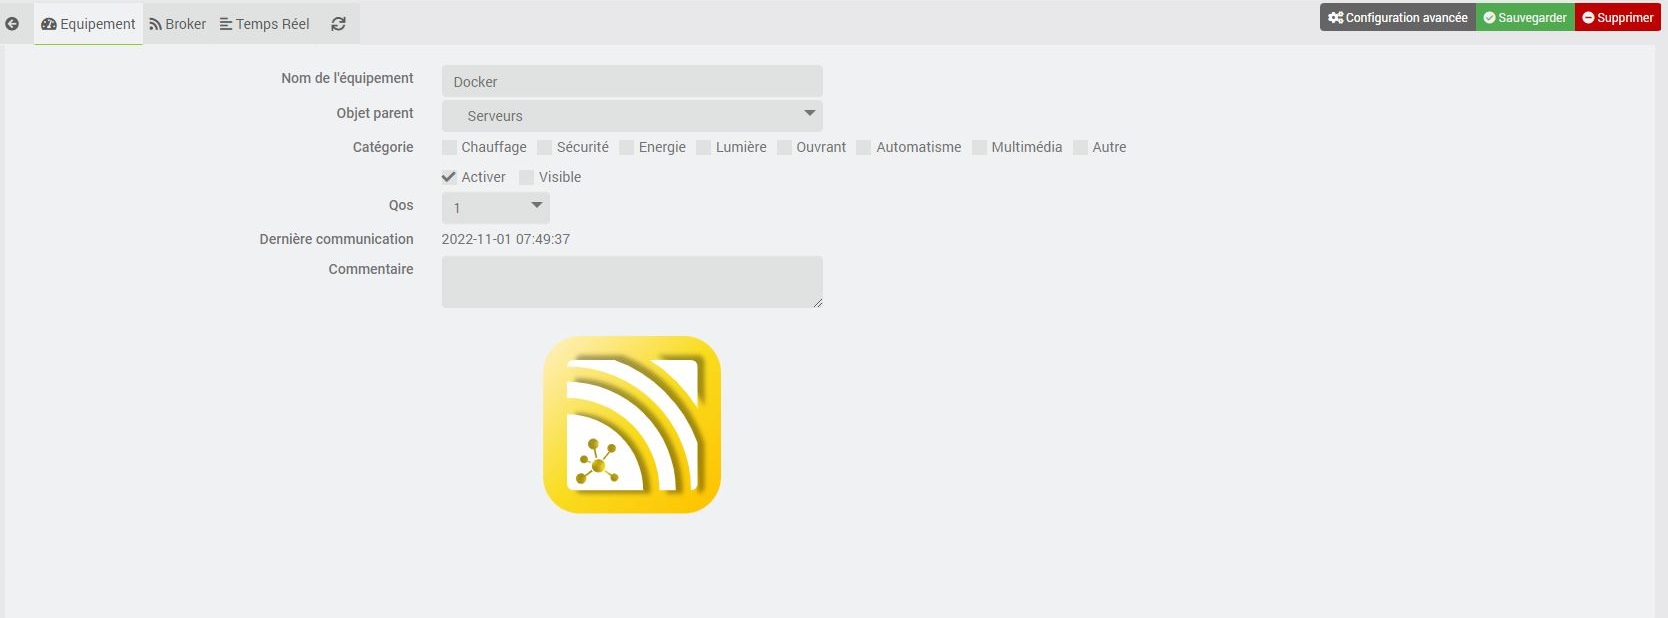 Equipement Broker Temps Réel Configuration avancée Sauvegarder Supprimer
Nom de l'équipement Docker
Objet parent Serveurs
Catégorie Chauffage Sécurité Energie Lumière Ouvrant Automatisme Multimédia Autre
Activer Visible
Qos 1
Dernière communication 2022-11-01 07:49:37
Commentaire